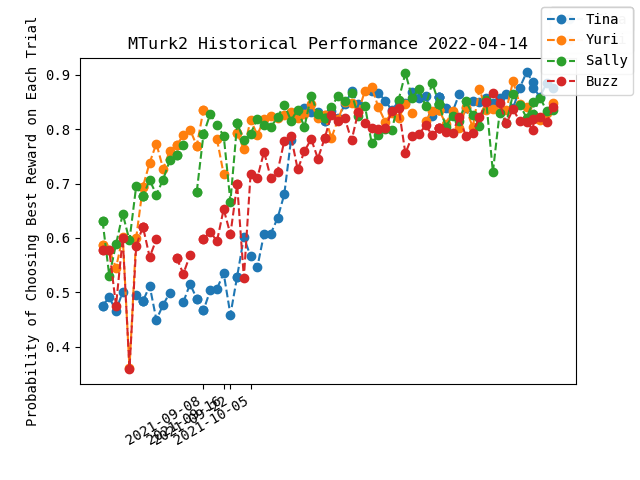 MTurk2 Historical Performance 2022-04-14
Tina
Yuri
Sally
Buzz
Probability of Choosing Best Reward on Each Trial
0.9
0.8
0.7
0.6
0.5
0.4
2021-09-08
2021-10-05